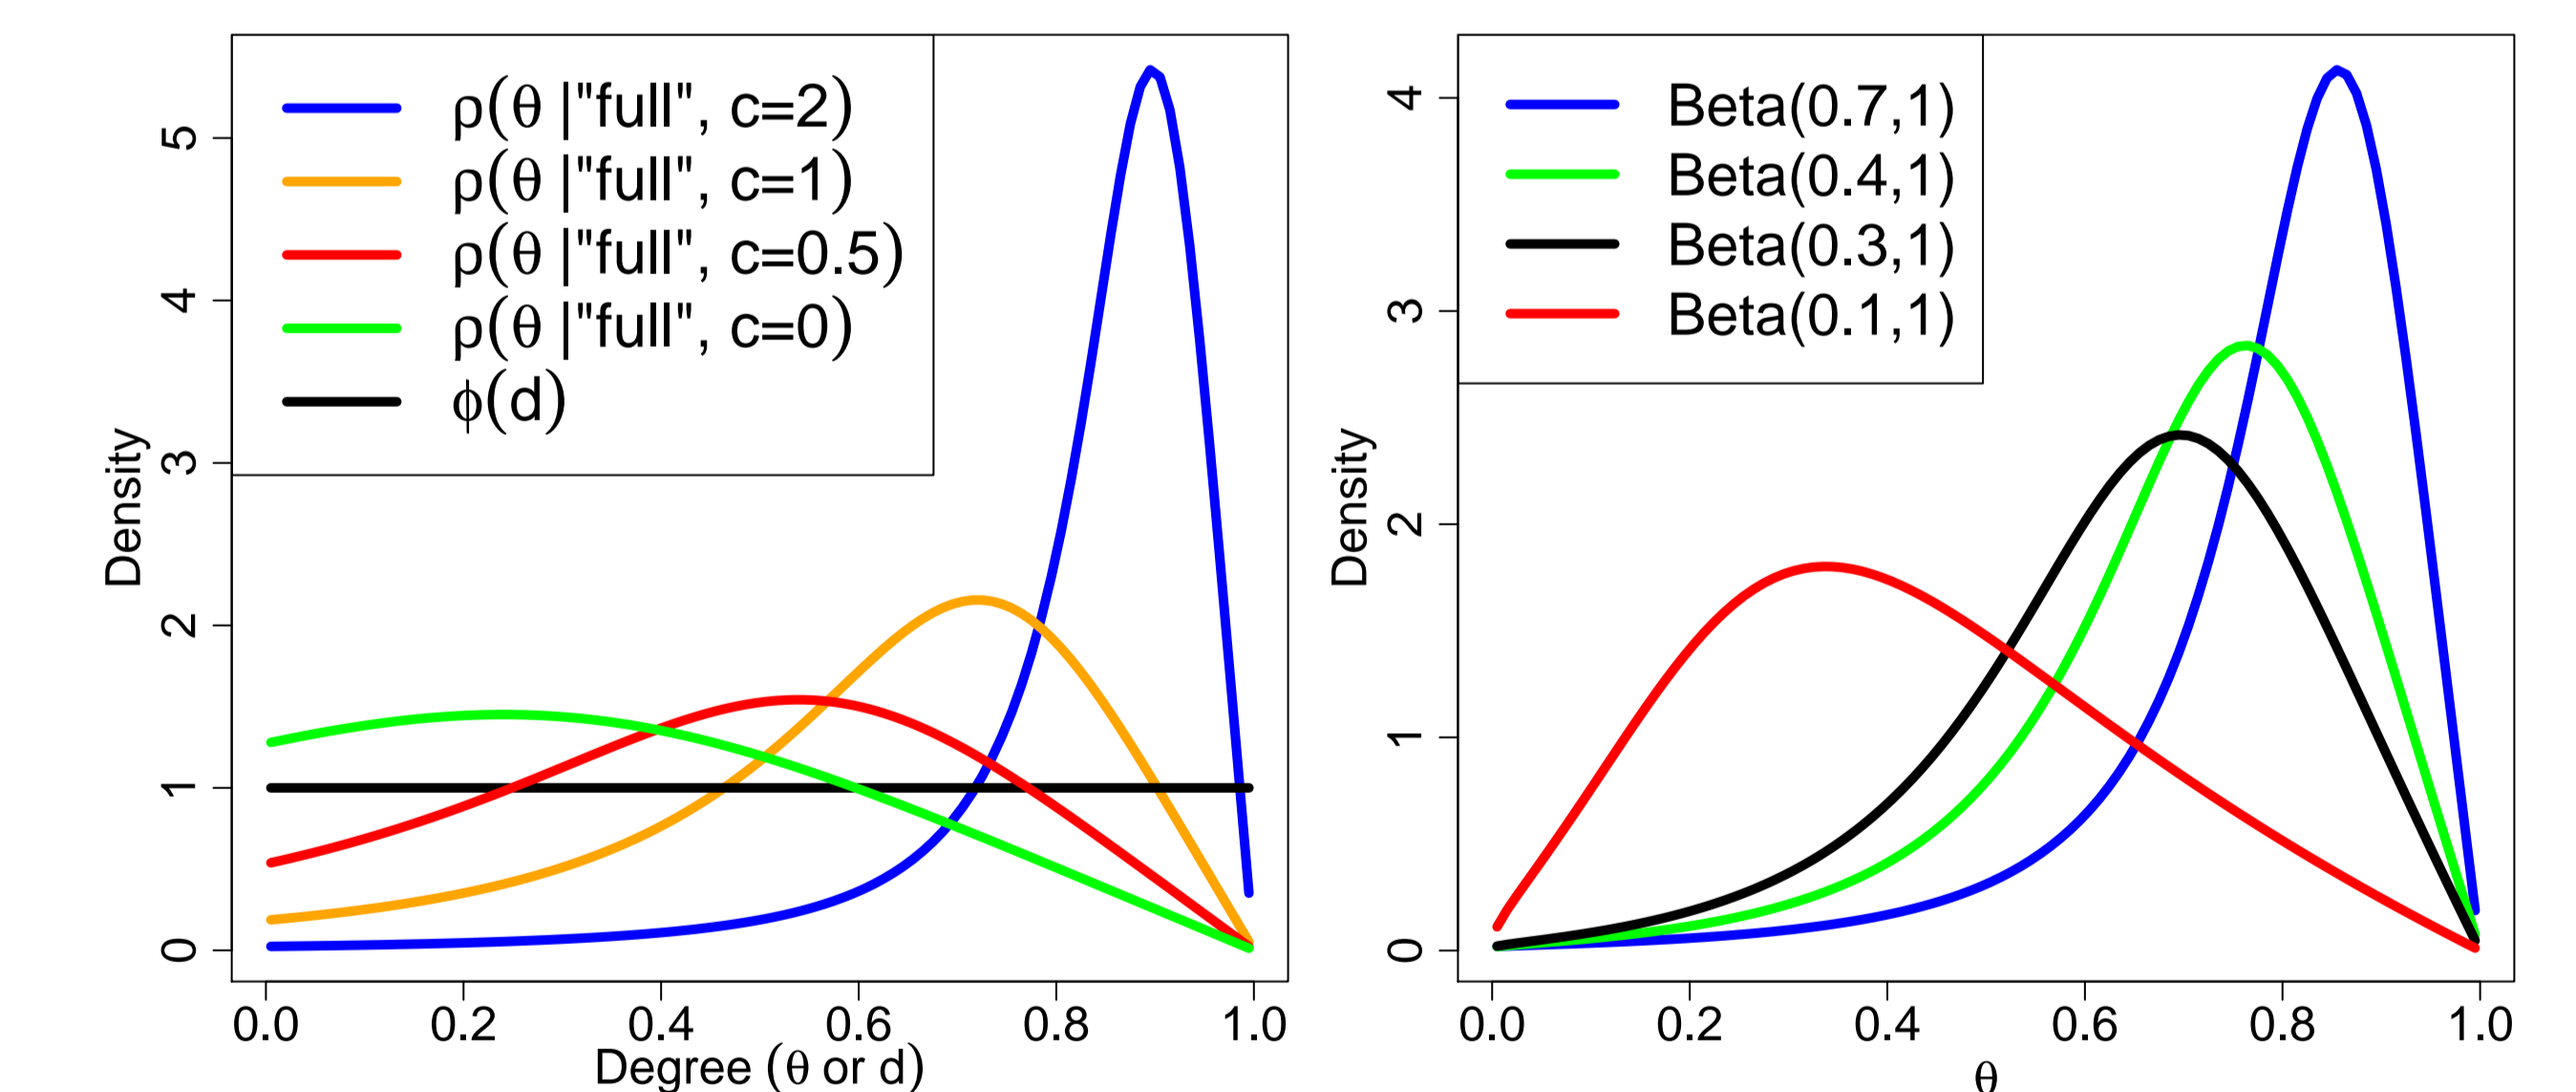 ρ(θ |"full", c=2)
ρ(θ |"full", c=1)
ρ(θ |"full", c=0.5)
ρ(θ |"full", c=0)
ϕ(d)
Density
5
4
3
2
1
0
0.0 0.2 0.4 0.6 0.8 1.0
Degree (θ or d)
Beta(0.7,1)
Beta(0.4,1)
Beta(0.3,1)
Beta(0.1,1)
Density
4
3
2
1
0
0.0 0.2 0.4 0.6 0.8 1.0
θ